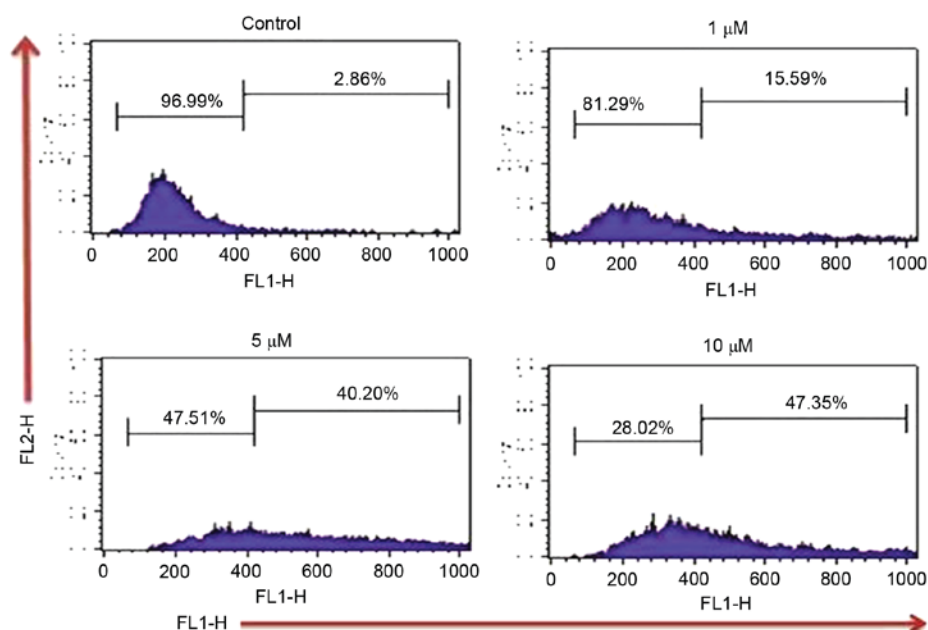 Control
96.99%
2.86%
0 200 400 600 800 1000
FL1-H
1 μM
81.29%
15.59%
0 200 400 600 800 1000
FL1-H
5 μM
47.51%
40.20%
0 200 400 600 800 1000
FL1-H
10 μM
28.02%
47.35%
0 200 400 600 800 1000
FL1-H
FL2-H
FL1-H